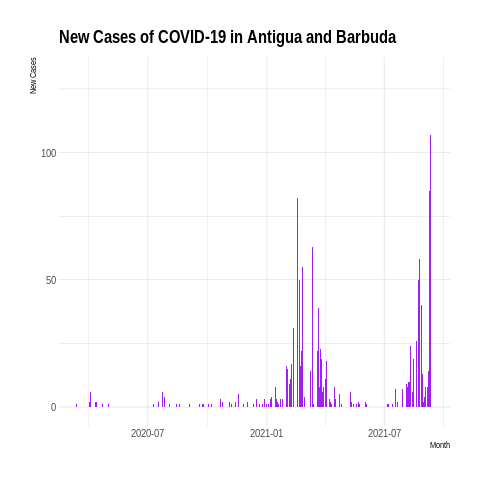 New Cases of COVID-19 in Antigua and Barbuda
New Cases
100
50
0
2020-07
2021-01
2021-07
Month